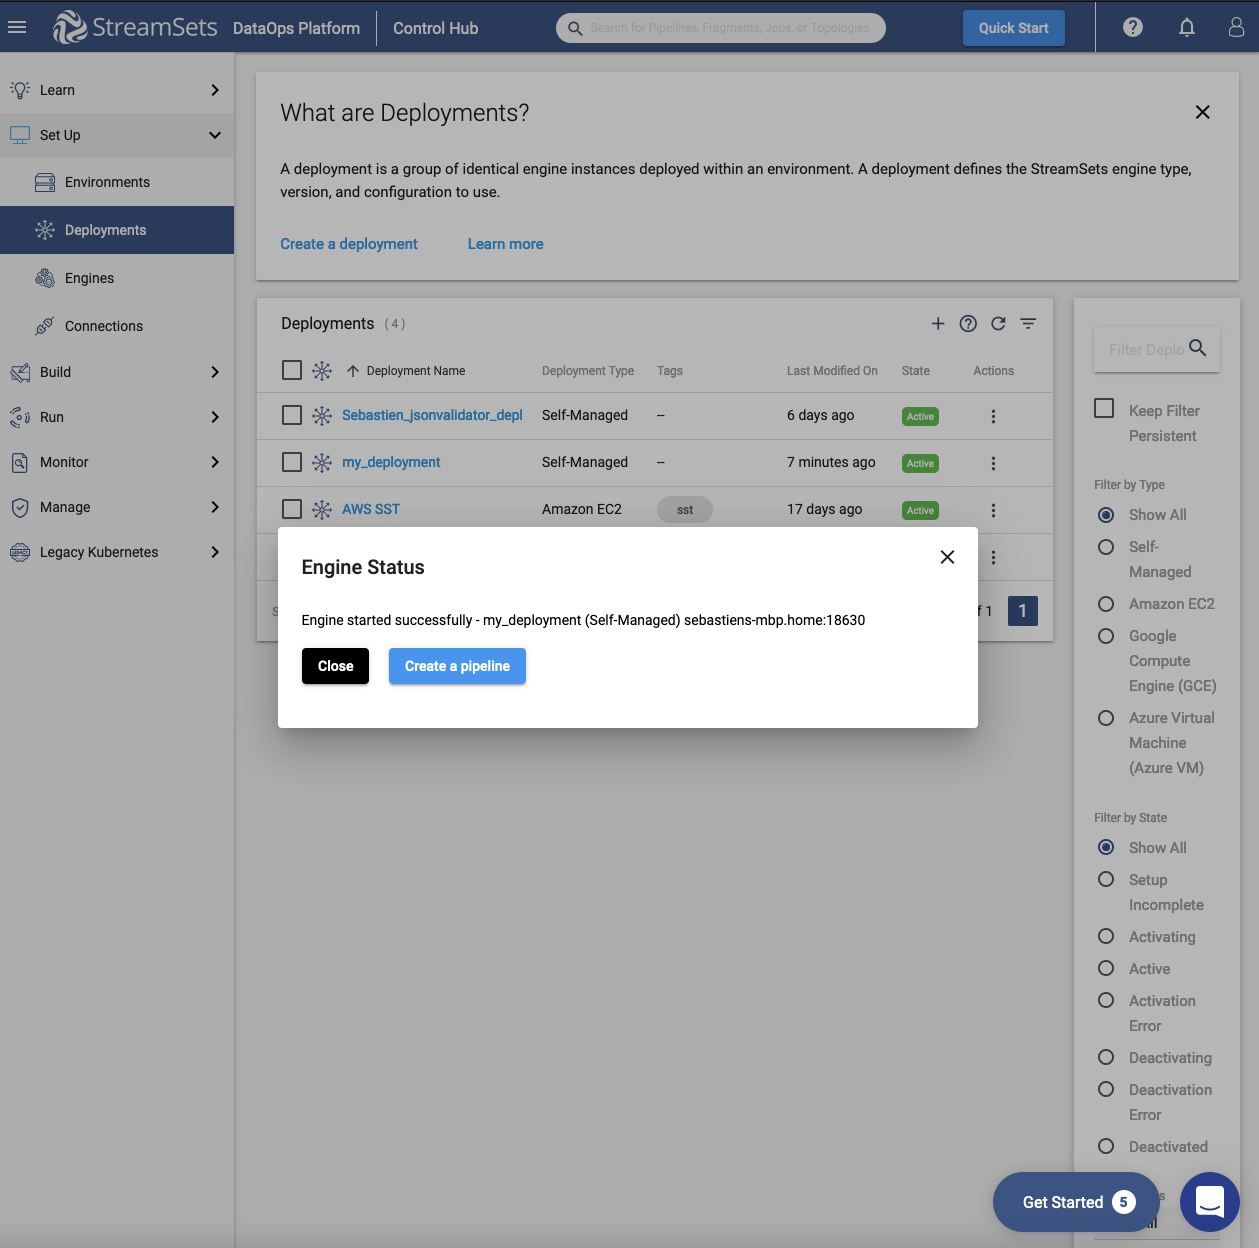 StreamSets DataOps Platform Control Hub Search for Pipelines, Fragments, Jobs, or Topologies Quick Start
Learn
Set Up
Environments
Deployments
Engines
Connections
Build
Run
Monitor
Manage
Legacy Kubernetes
What are Deployments?
A deployment is a group of identical engine instances deployed within an environment. A deployment defines the StreamSets engine type,
version, and configuration to use.
Create a deployment Learn more
Deployments (4)
Deployment Name Deployment Type Tags Last Modified On State Actions
Sebastien_jsonvalidator_depl Self-Managed -- 6 days ago Active
my_deployment Self-Managed -- 7 minutes ago Active
AWS SST Amazon EC2 sst 17 days ago Active
1 1
Engine Status
Engine started successfully - my_deployment (Self-Managed) sebastiens-mbp.home:18630
Close Create a pipeline
Filter Deplo
Keep Filter
Persistent
Filter by Type
Show All
Self-
Managed
Amazon EC2
Google
Compute
Engine (GCE)
Azure Virtual
Machine
(Azure VM)
Filter by State
Show All
Setup
Incomplete
Activating
Active
Activation
Error
Deactivating
Deactivation
Error
Deactivated
Get Started 5